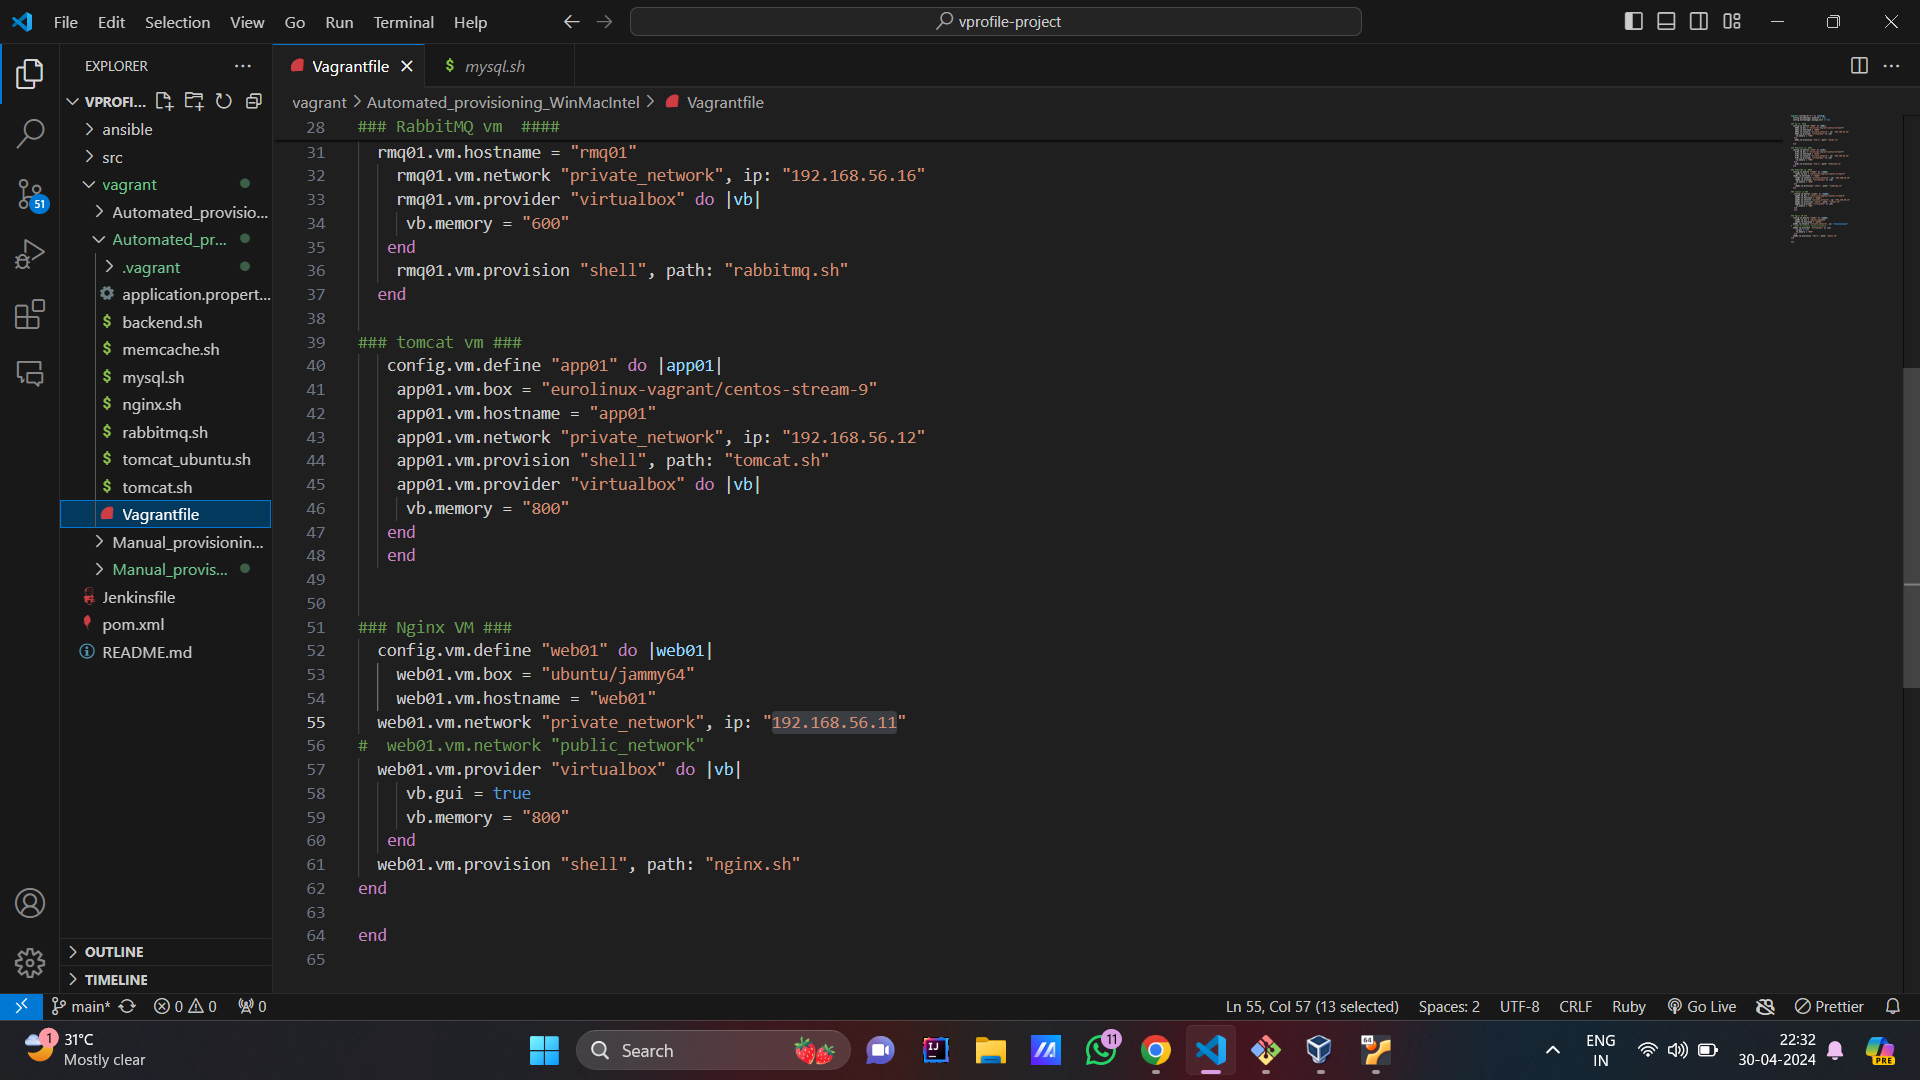 File Edit Selection View Go Run Terminal Help
vprofile-project
EXPLORER
VPROFI...
ansible
src
vagrant
Automated_provisio...
Automated_pr...
.vagrant
application.propert...
backend.sh
memcache.sh
mysql.sh
nginx.sh
rabbitmq.sh
tomcat_ubuntu.sh
tomcat.sh
Vagrantfile
Manual_provisionin...
Manual_provis...
Jenkinsfile
pom.xml
README.md
OUTLINE
TIMELINE
51
Vagrantfile
mysql.sh
vagrant > Automated_provisioning_WinMacIntel > Vagrantfile
28 ### RabbitMQ vm  ####
31 rmq01.vm.hostname = "rmq01"
32 rmq01.vm.network "private_network", ip: "192.168.56.16"
33 rmq01.vm.provider "virtualbox" do |vb|
34 vb.memory = "600"
35 end
36 rmq01.vm.provision "shell", path: "rabbitmq.sh"
37 end
38
39 ### tomcat vm ###
40 config.vm.define "app01" do |app01|
41 app01.vm.box = "eurolinux-vagrant/centos-stream-9"
42 app01.vm.hostname = "app01"
43 app01.vm.network "private_network", ip: "192.168.56.12"
44 app01.vm.provision "shell", path: "tomcat.sh"
45 app01.vm.provider "virtualbox" do |vb|
46 vb.memory = "800"
47 end
48 end
49
50
51 ### Nginx VM ###
52 config.vm.define "web01" do |web01|
53 web01.vm.box = "ubuntu/jammy64"
54 web01.vm.hostname = "web01"
55 web01.vm.network "private_network", ip: "192.168.56.11"
56 #  web01.vm.network "public_network"
57 web01.vm.provider "virtualbox" do |vb|
58 vb.gui = true
59 vb.memory = "800"
60 end
61 web01.vm.provision "shell", path: "nginx.sh"
62 end
63
64 end
65
main* 0 0 0
Ln 55, Col 57 (13 selected) Spaces: 2 UTF-8 CRLF Ruby Go Live Prettier
1
31°C
Mostly clear
Search
IJ
11
64
ENG
IN
22:32
30-04-2024
PRE